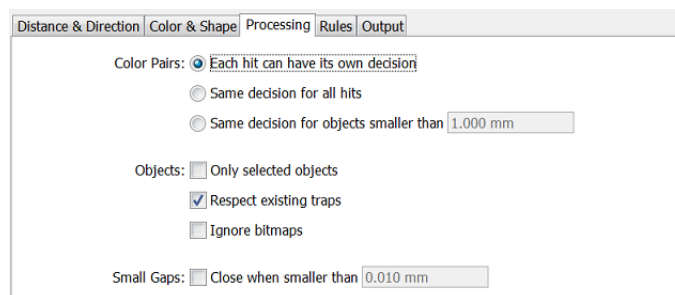 Distance & Direction Color & Shape Processing Rules Output
Color Pairs: Each hit can have its own decision
Same decision for all hits
Same decision for objects smaller than 1.000 mm
Objects: Only selected objects
Respect existing traps
Ignore bitmaps
Small Gaps: Close when smaller than 0.010 mm